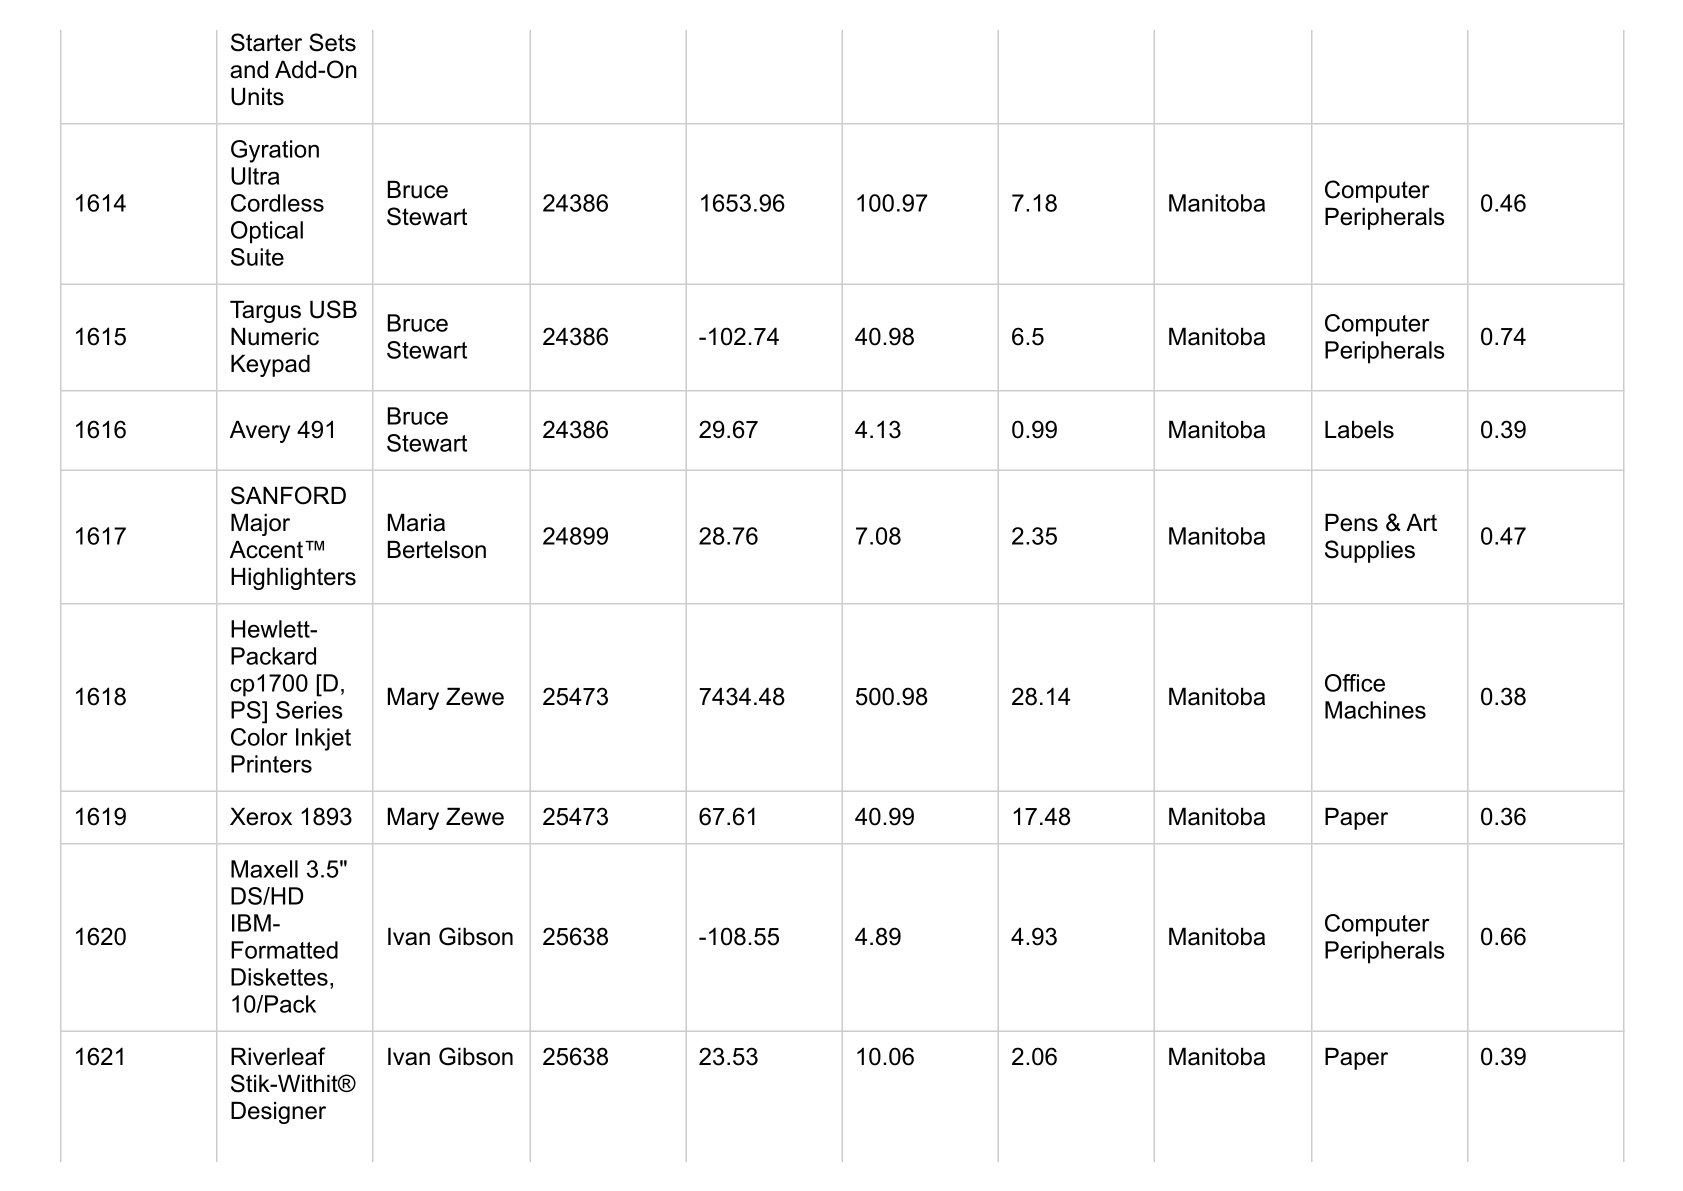 Starter Sets
and Add-On
Units
1614
Gyration
Ultra
Cordless
Optical
Suite
Bruce
Stewart
24386
1653.96
100.97
7.18
Manitoba
Computer
Peripherals
0.46
1615
Targus USB
Numeric
Keypad
Bruce
Stewart
24386
-102.74
40.98
6.5
Manitoba
Computer
Peripherals
0.74
1616
Avery 491
Bruce
Stewart
24386
29.67
4.13
0.99
Manitoba
Labels
0.39
1617
SANFORD
Major
Accent™
Highlighters
Maria
Bertelson
24899
28.76
7.08
2.35
Manitoba
Pens & Art
Supplies
0.47
1618
Hewlett-
Packard
cp1700 [D,
PS] Series
Color Inkjet
Printers
Mary Zewe
25473
7434.48
500.98
28.14
Manitoba
Office
Machines
0.38
1619
Xerox 1893
Mary Zewe
25473
67.61
40.99
17.48
Manitoba
Paper
0.36
1620
Maxell 3.5"
DS/HD
IBM-
Formatted
Diskettes,
10/Pack
Ivan Gibson
25638
-108.55
4.89
4.93
Manitoba
Computer
Peripherals
0.66
1621
Riverleaf
Stik-Withit®
Designer
Ivan Gibson
25638
23.53
10.06
2.06
Manitoba
Paper
0.39